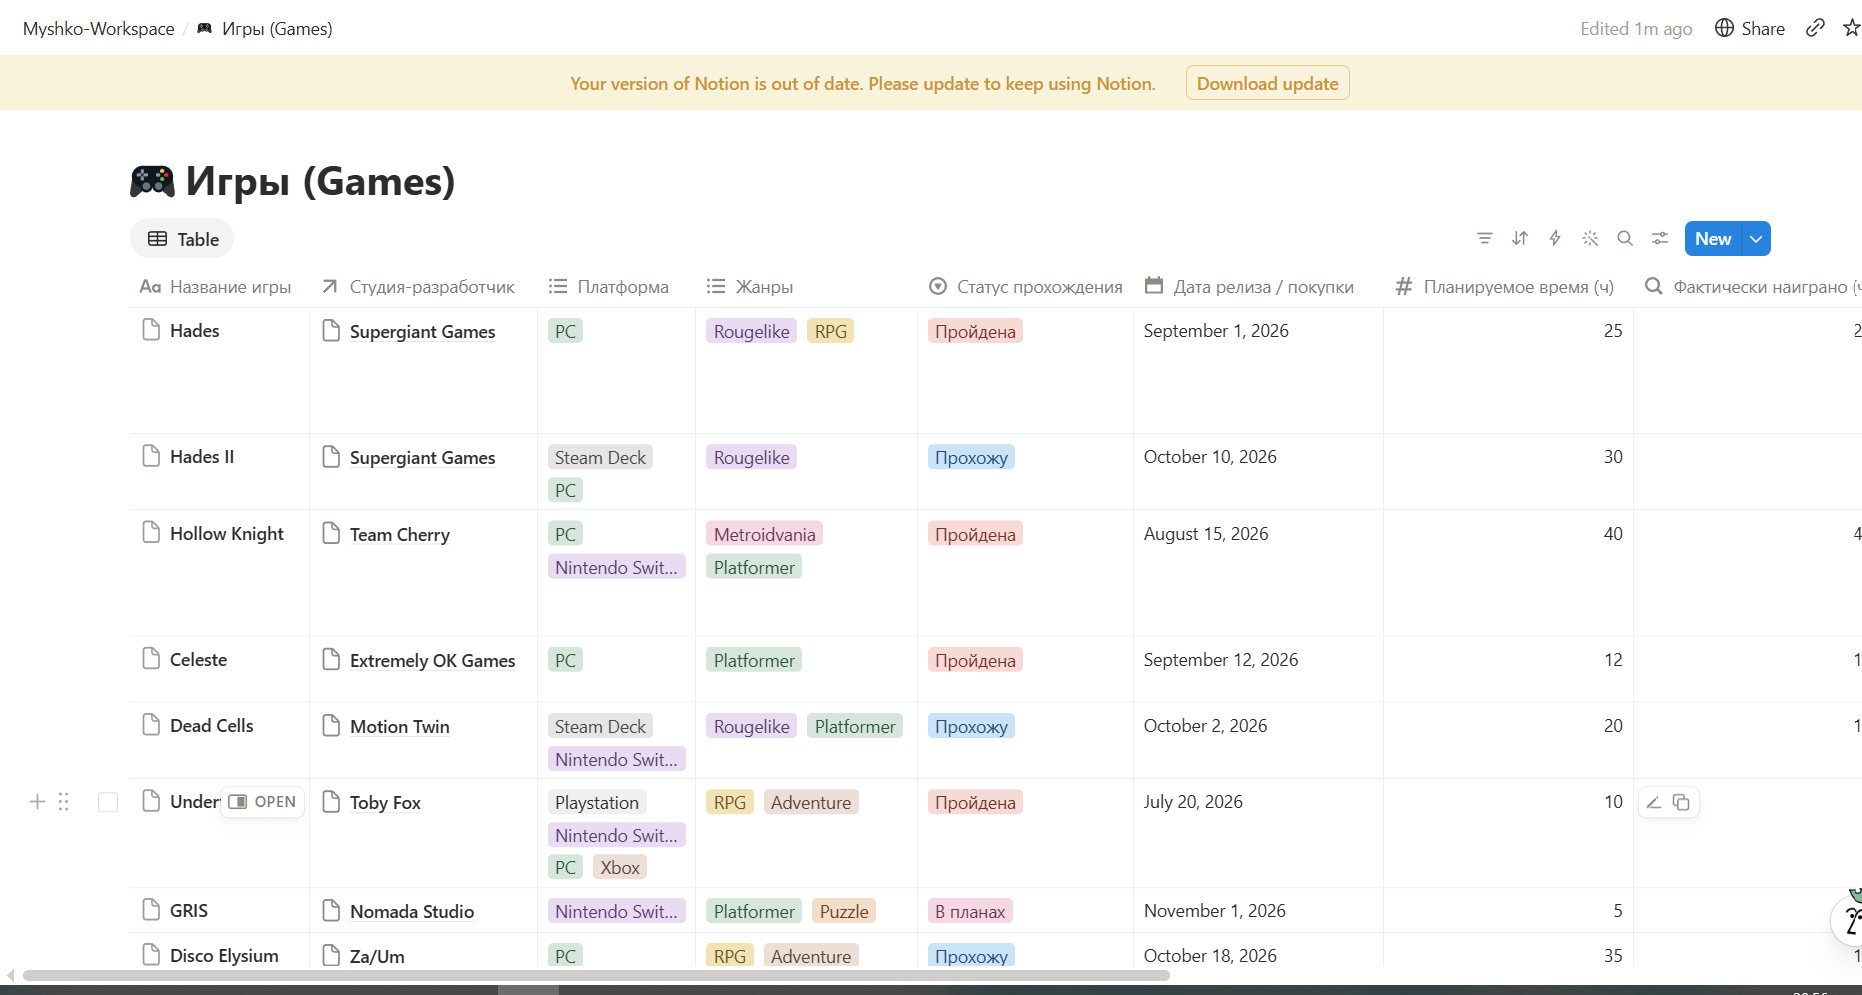 Myshko-Workspace / Игры (Games) Edited 1m ago Share
Your version of Notion is out of date. Please update to keep using Notion. Download update
Игры (Games)
Table New
Aa Название игры Студия-разработчик Платформа Жанры Статус прохождения Дата релиза / покупки # Планируемое время (ч) Фактически наиграно (
Hades Supergiant Games PC Rougelike RPG Пройдена September 1, 2026 25 2
Hades II Supergiant Games Steam Deck Rougelike Прохожу October 10, 2026 30
PC
Hollow Knight Team Cherry PC Metroidvania Пройдена August 15, 2026 40 4
Nintendo Swit... Platformer
Celeste Extremely OK Games PC Platformer Пройдена September 12, 2026 12 1
Dead Cells Motion Twin Steam Deck Rougelike Platformer Прохожу October 2, 2026 20 1
Nintendo Swit...
Under OPEN Toby Fox Playstation RPG Adventure Пройдена July 20, 2026 10
Nintendo Swit...
PC Xbox
GRIS Nomada Studio Nintendo Swit... Platformer Puzzle В планах November 1, 2026 5
Disco Elysium Za/Um PC RPG Adventure Прохожу October 18, 2026 35 1